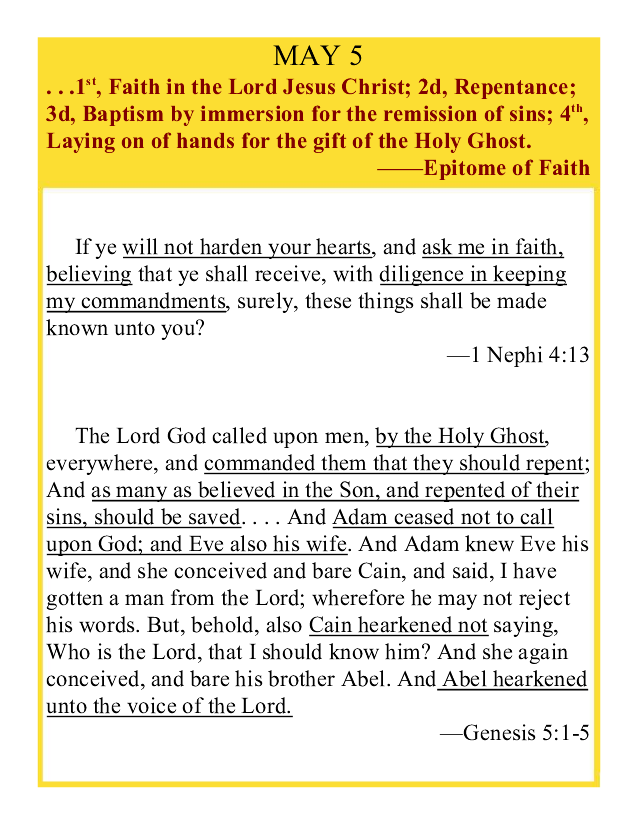 MAY 5
. . .1st, Faith in the Lord Jesus Christ; 2d, Repentance;
3d, Baptism by immersion for the remission of sins; 4th,
Laying on of hands for the gift of the Holy Ghost.
——Epitome of Faith
If ye will not harden your hearts, and ask me in faith,
believing that ye shall receive, with diligence in keeping
my commandments, surely, these things shall be made
known unto you?
—1 Nephi 4:13
The Lord God called upon men, by the Holy Ghost,
everywhere, and commanded them that they should repent;
And as many as believed in the Son, and repented of their
sins, should be saved. . . . And Adam ceased not to call
upon God; and Eve also his wife. And Adam knew Eve his
wife, and she conceived and bare Cain, and said, I have
gotten a man from the Lord; wherefore he may not reject
his words. But, behold, also Cain hearkened not saying,
Who is the Lord, that I should know him? And she again
conceived, and bare his brother Abel. And Abel hearkened
unto the voice of the Lord.
—Genesis 5:1-5